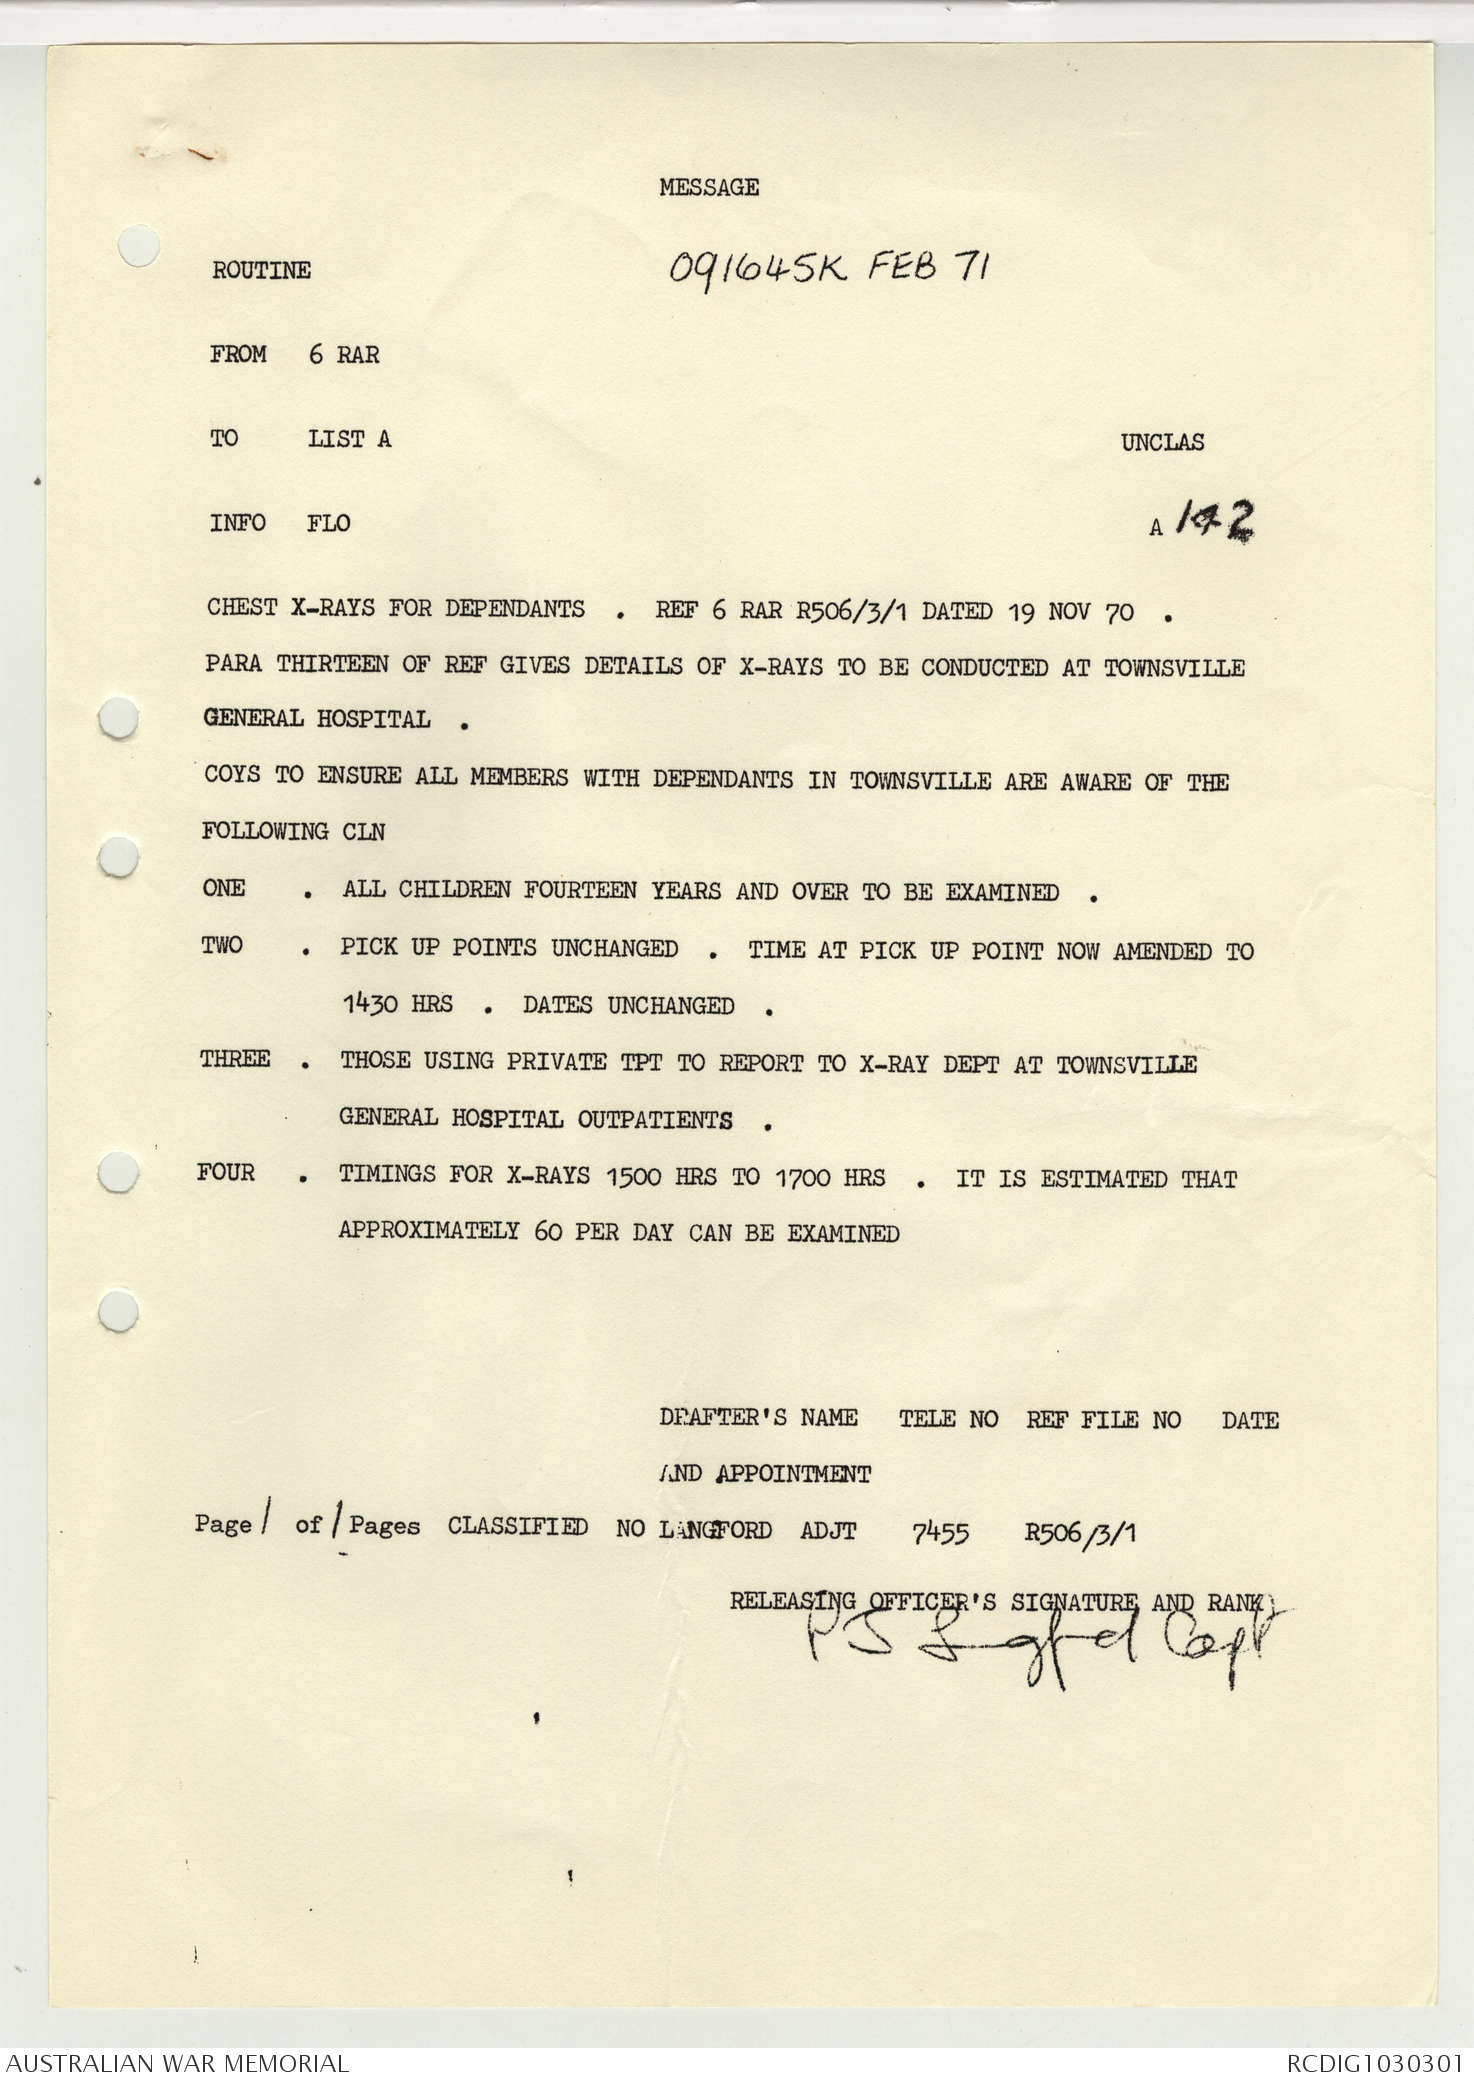 MESSAGE
ROUTINE 091645K FEB 71
FROM 6 RAR
TO LIST A UNCLAS
INFO FLO A 142
CHEST X-RAYS FOR DEPENDANTS . REF 6 RAR R506/3/1 DATED 19 NOV 70 .
PARA THIRTEEN OF REF GIVES DETAILS OF X-RAYS TO BE CONDUCTED AT TOWNSVILLE
GENERAL HOSPITAL .
COYS TO ENSURE ALL MEMBERS WITH DEPENDANTS IN TOWNSVILLE ARE AWARE OF THE
FOLLOWING CLN
ONE . ALL CHILDREN FOURTEEN YEARS AND OVER TO BE EXAMINED .
TWO . PICK UP POINTS UNCHANGED . TIME AT PICK UP POINT NOW AMENDED TO
1430 HRS . DATES UNCHANGED .
THREE . THOSE USING PRIVATE TPT TO REPORT TO X-RAY DEPT AT TOWNSVILLE
GENERAL HOSPITAL OUTPATIENTS .
FOUR . TIMINGS FOR X-RAYS 1500 HRS TO 1700 HRS . IT IS ESTIMATED THAT
APPROXIMATELY 60 PER DAY CAN BE EXAMINED
DRAFTER'S NAME TELE NO REF FILE NO DATE
AND APPOINTMENT
Page 1 of 1 Pages CLASSIFIED NO LANGFORD ADJT 7455 R506/3/1
RELEASING OFFICER'S SIGNATURE AND RANK
PJ Langford Capt
AUSTRALIAN WAR MEMORIAL RCDIG1030301